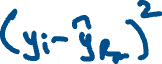 (yᵢ - ŷ_Rₘ)²